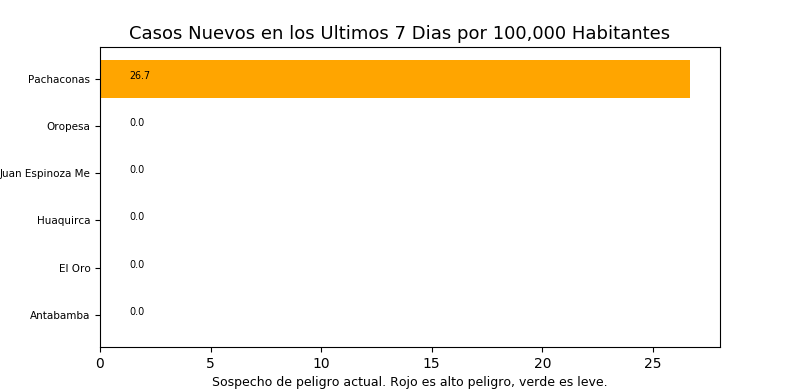 Casos Nuevos en los Ultimos 7 Dias por 100,000 Habitantes
Pachaconas 26.7
Oropesa 0.0
Juan Espinoza Me 0.0
Huaquirca 0.0
El Oro 0.0
Antabamba 0.0
0 5 10 15 20 25
Sospecho de peligro actual. Rojo es alto peligro, verde es leve.